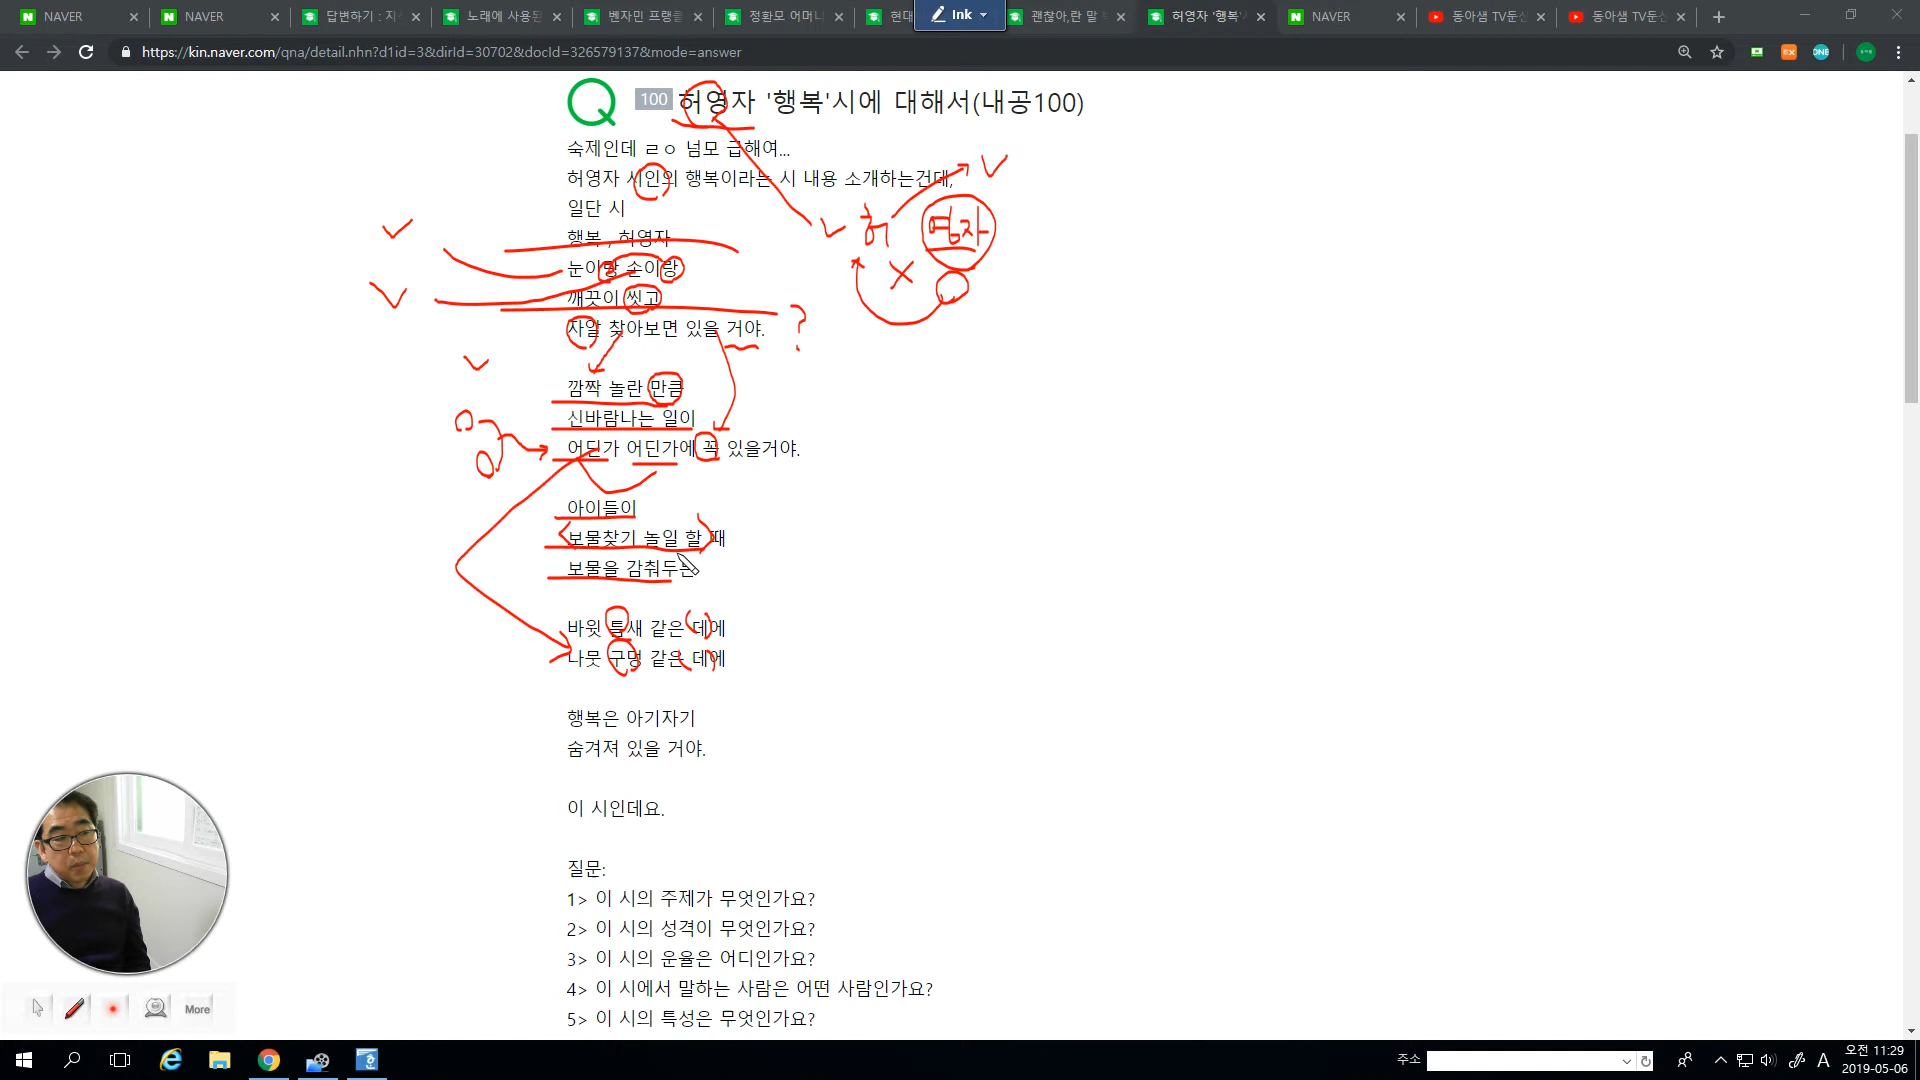 NAVER
NAVER
답변하기 : 지식
노래에 사용된
벤자민 프랭클
정환모 어머니
현대
Ink
괜찮아,란 말
허영자 '행복'
NAVER
동아샘 TV둔산
동아샘 TV둔산
https://kin.naver.com/qna/detail.nhn?d1id=3&dirId=30702&docId=326579137&mode=answer
EX
ONE
100 허영자 '행복'시에 대해서(내공100)
숙제인데 ㄹㅇ 넘모 급해여...
허영자 시인의 행복이라는 시 내용 소개하는건데,
일단 시
허 영자
행복 , 허영자
눈이랑 손이랑
깨끗이 씻고
자알 찾아보면 있을 거야. ?
깜짝 놀란 만큼
신바람나는 일이
어딘가 어딘가에 꼭 있을거야.
아이들이
보물찾기 놀일 할 때
보물을 감춰두는
바윗 틈새 같은 데에
나뭇 구멍 같은 데에
행복은 아기자기
숨겨져 있을 거야.
이 시인데요.
질문:
1> 이 시의 주제가 무엇인가요?
2> 이 시의 성격이 무엇인가요?
3> 이 시의 운율은 어디인가요?
4> 이 시에서 말하는 사람은 어떤 사람인가요?
5> 이 시의 특성은 무엇인가요?
More
주소
A
오전 11:29
2019-05-06